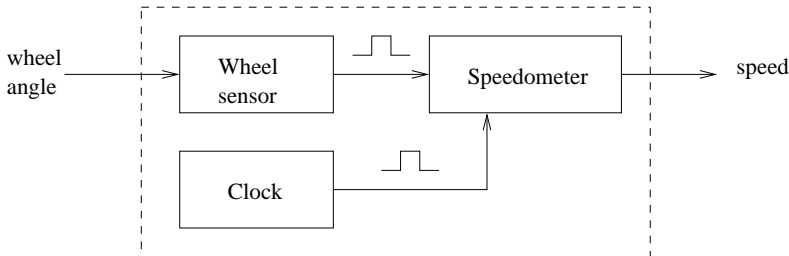 wheel
angle
Wheel
sensor
Speedometer
speed
Clock